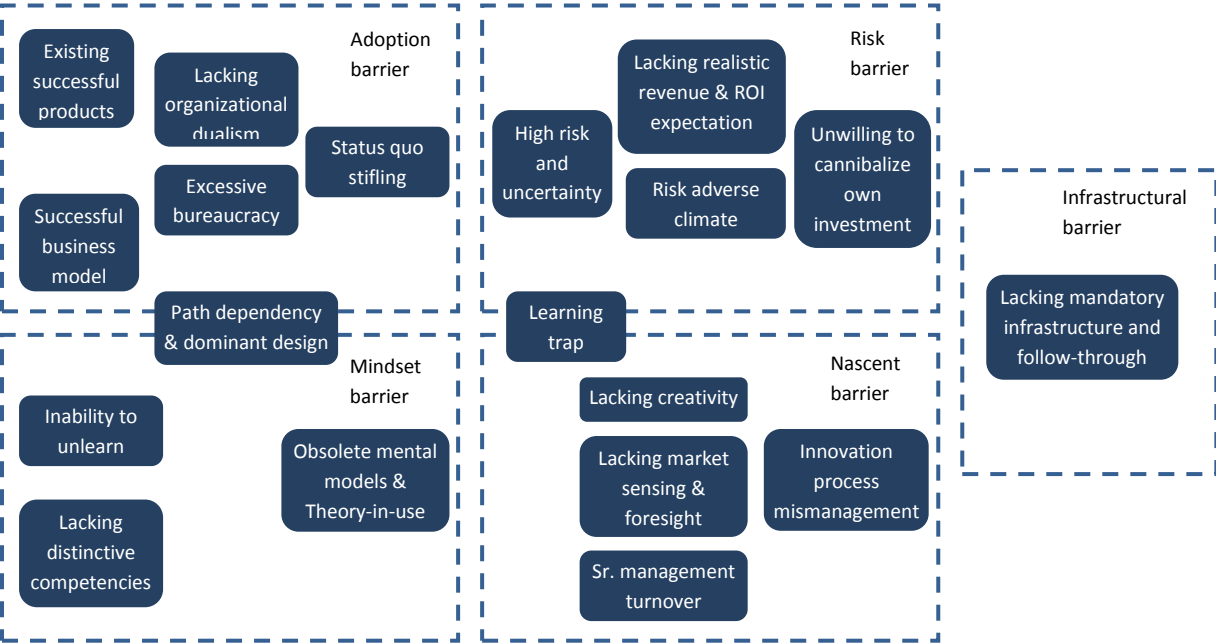 Adoption
barrier
Existing
successful
products
Lacking
organizational
dualism
Status quo
stifling
Excessive
bureaucracy
Successful
business
model
Path dependency
& dominant design
Mindset
barrier
Inability to
unlearn
Obsolete mental
models &
Theory-in-use
Lacking
distinctive
competencies
Risk
barrier
Lacking realistic
revenue & ROI
expectation
High risk
and
uncertainty
Unwilling to
cannibalize
own
investment
Risk adverse
climate
Learning
trap
Nascent
barrier
Lacking creativity
Lacking market
sensing &
foresight
Innovation
process
mismanagement
Sr. management
turnover
Infrastructural
barrier
Lacking mandatory
infrastructure and
follow-through